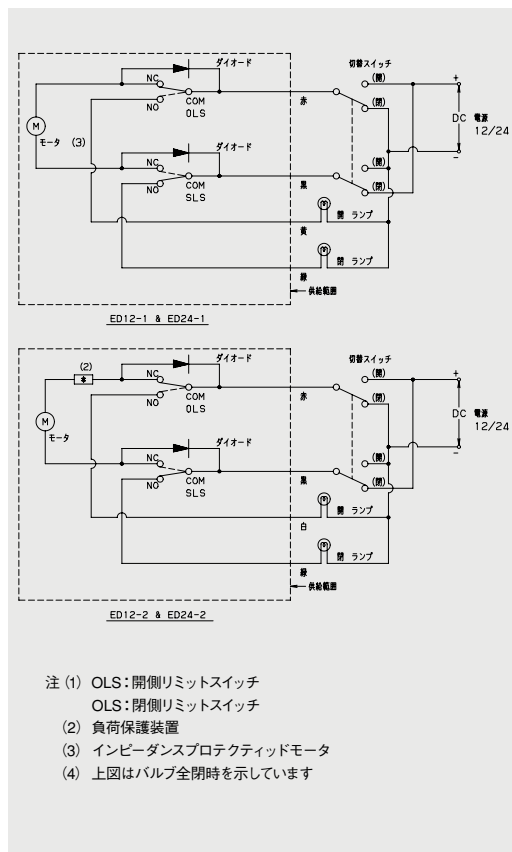 ダイオード
切替スイッチ
NC
(開)
+
NO
COM
OLS
赤
(閉)
DC 電源
12/24
M
モータ (3)
ダイオード
−
NC
(開)
NO
COM
SLS
黒
(閉)
開 ランプ
黄
閉 ランプ
緑
供給範囲
ED12-1 & ED24-1
(2)
ダイオード
切替スイッチ
NC
(開)
+
NO
COM
OLS
赤
(閉)
DC 電源
12/24
M
モータ
ダイオード
−
NC
(開)
NO
COM
SLS
黒
(閉)
開 ランプ
白
閉 ランプ
緑
供給範囲
ED12-2 & ED24-2
注(1) OLS:開側リミットスイッチ
OLS:閉側リミットスイッチ
(2) 負荷保護装置
(3) インピーダンスプロテクティッドモータ
(4) 上図はバルブ全閉時を示しています